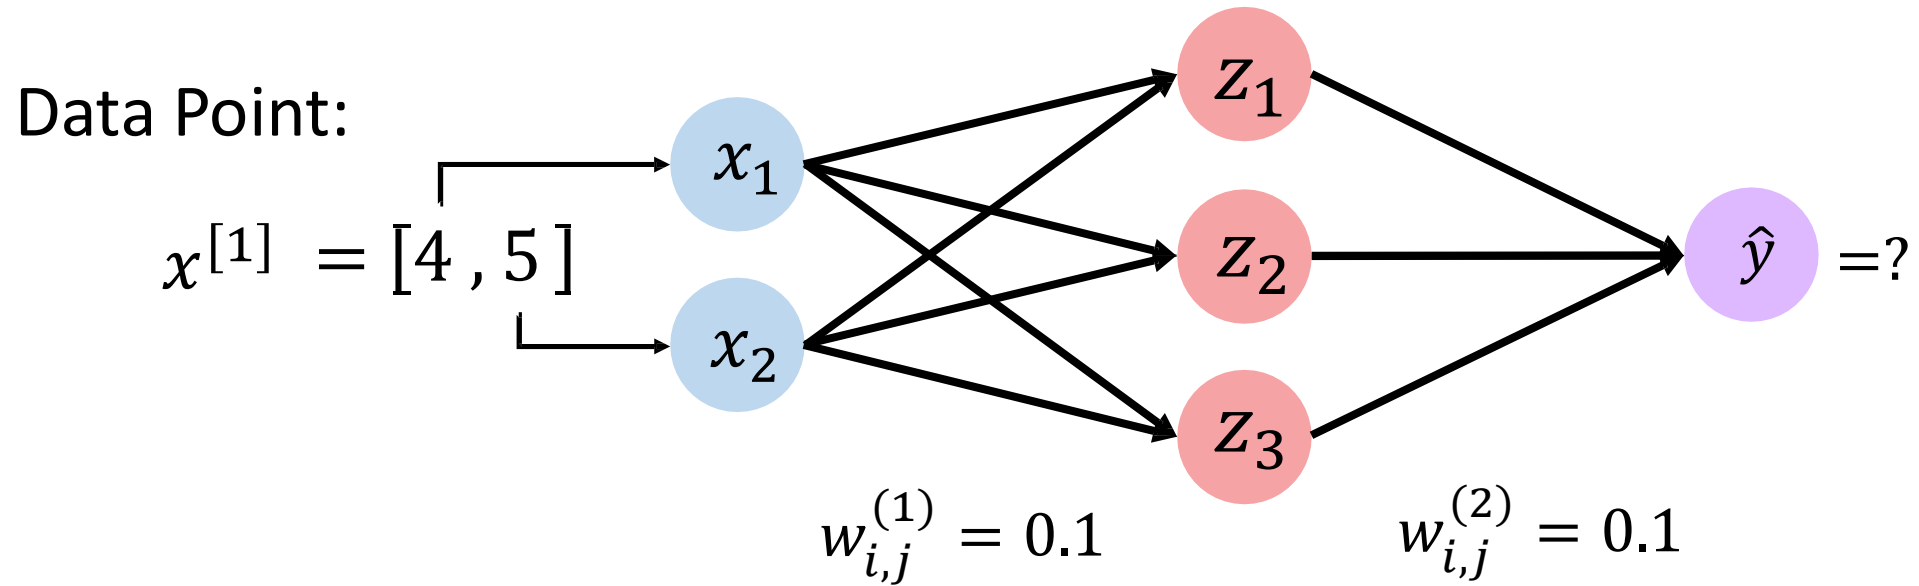 Data Point:
x^{[1]} = [4 , 5 ]
x_1
x_2
z_1
z_2
z_3
ŷ =?
w_{i,j}^{(1)} = 0.1
w_{i,j}^{(2)} = 0.1